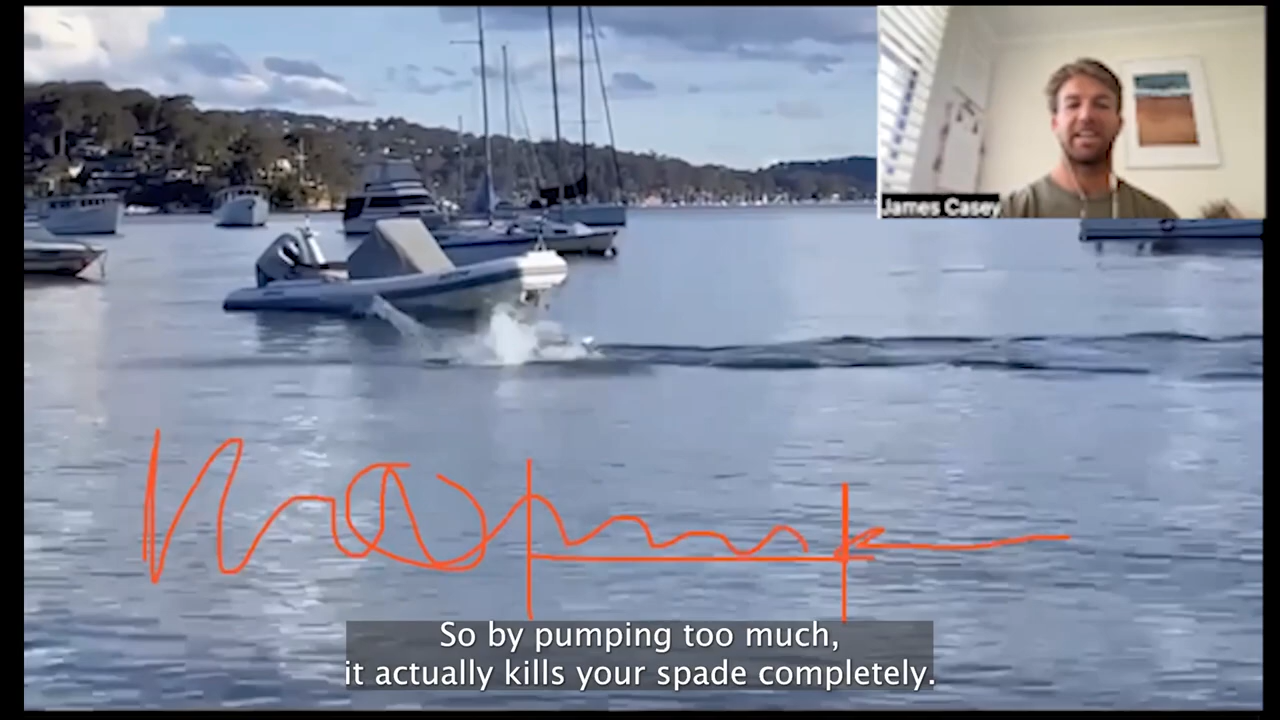 James Casey
So by pumping too much,
it actually kills your spade completely.